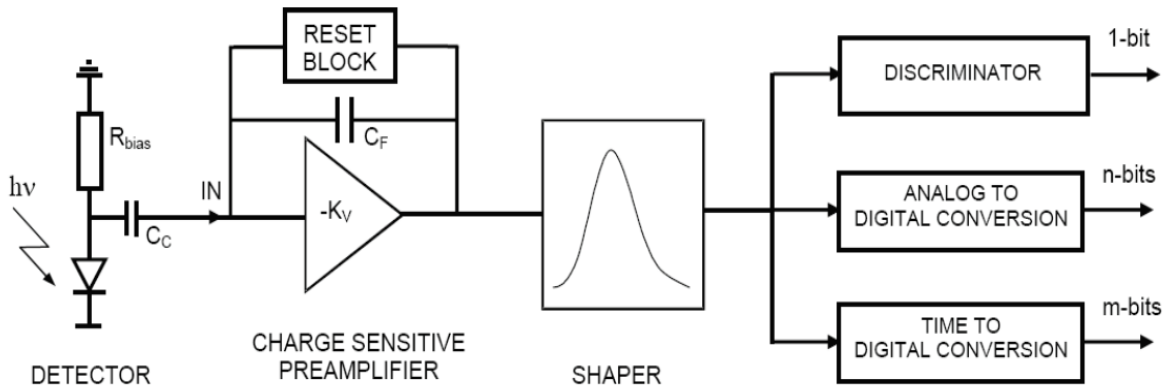 RESET
BLOCK
C_F
R_bias
hν
IN
C_C
-K_V
DETECTOR
CHARGE SENSITIVE
PREAMPLIFIER
SHAPER
DISCRIMINATOR
1-bit
ANALOG TO
DIGITAL CONVERSION
n-bits
TIME TO
DIGITAL CONVERSION
m-bits